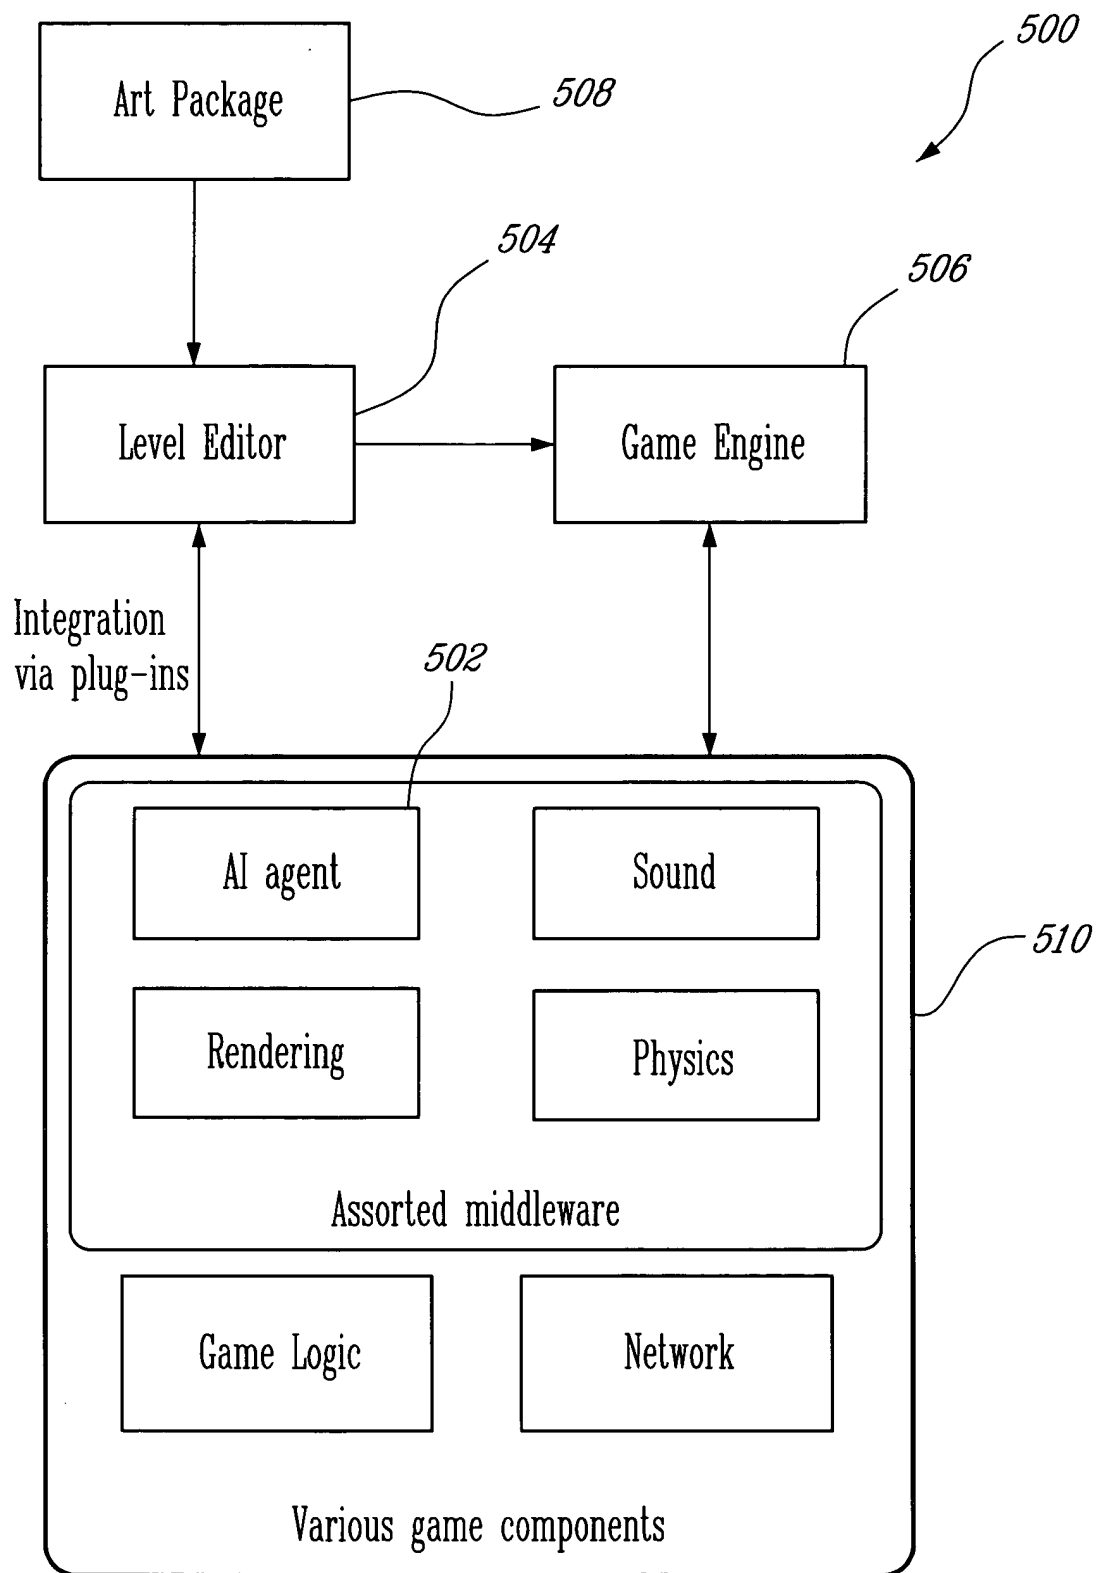 500
Art Package
508
504
506
Level Editor
Game Engine
Integration
via plug-ins
502
AI agent
Sound
510
Rendering
Physics
Assorted middleware
Game Logic
Network
Various game components